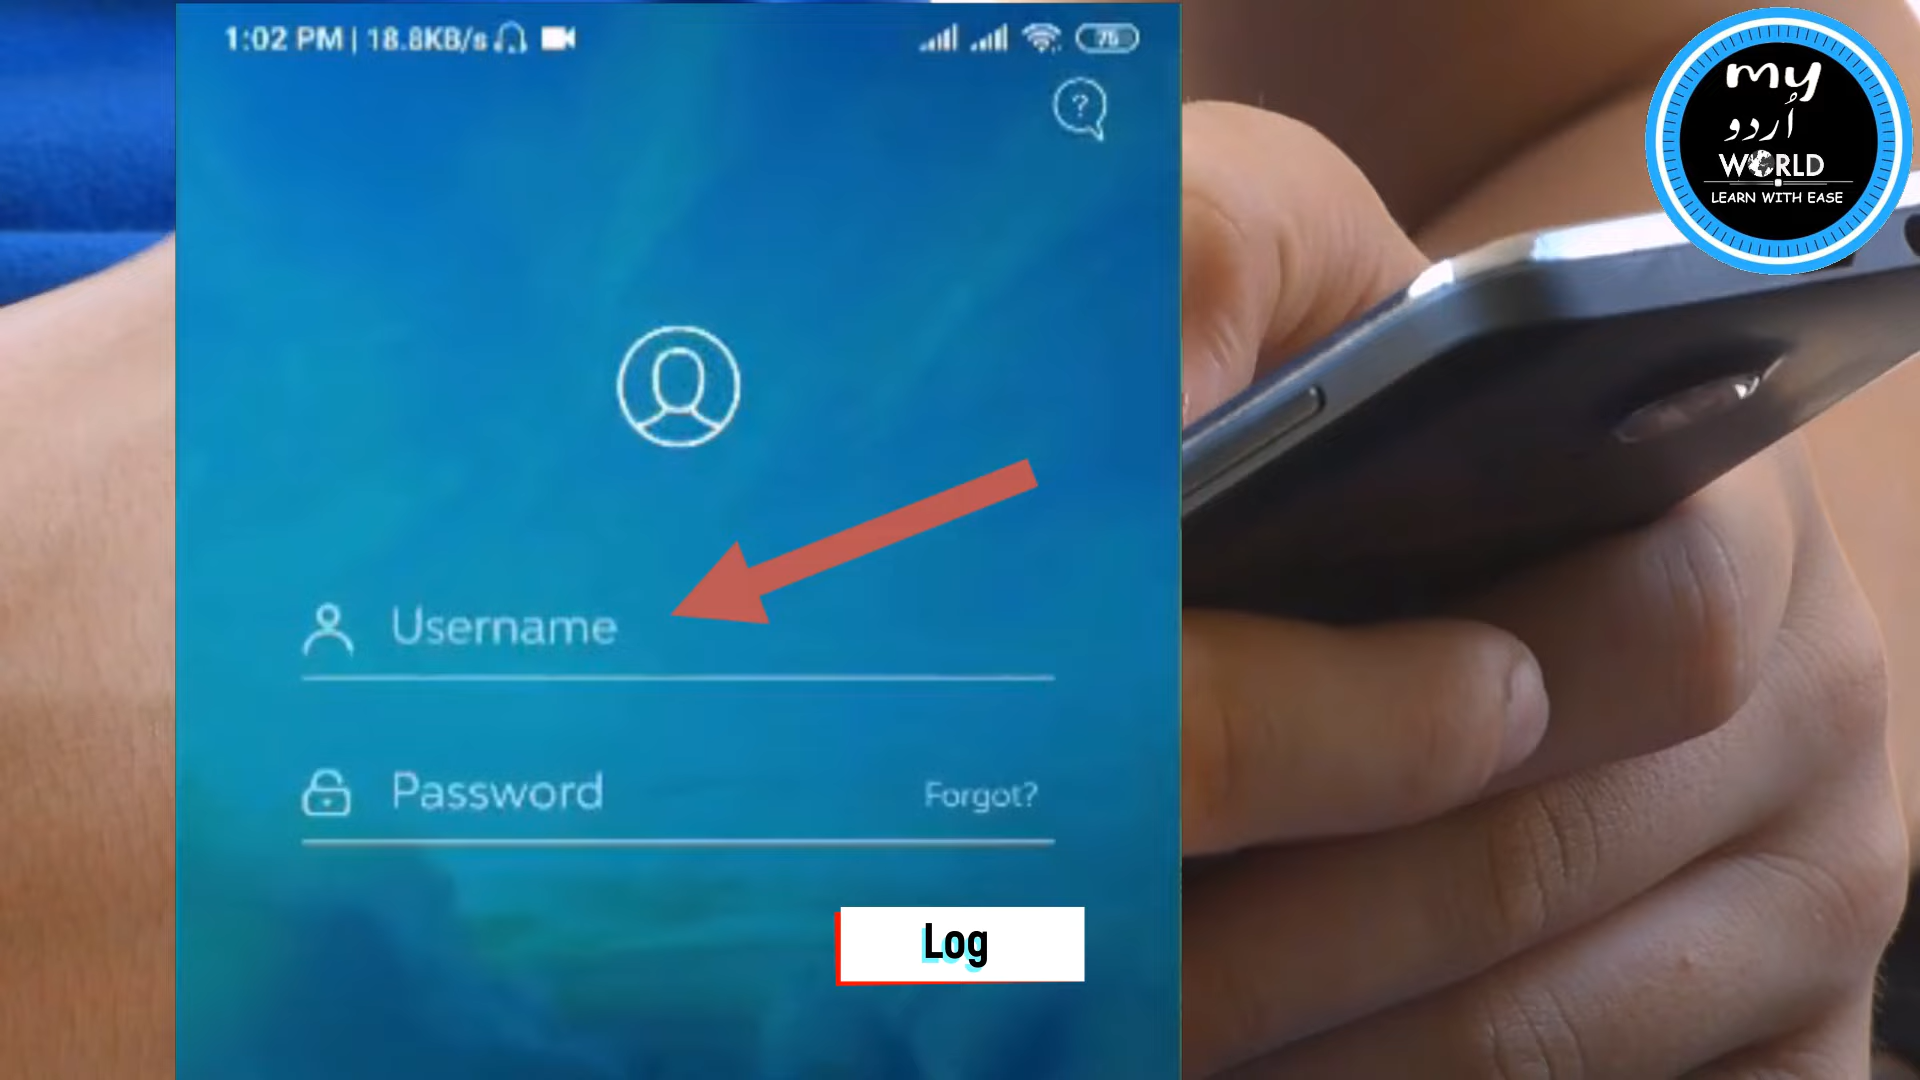 1:02 PM | 18.8KB/s
75
?
Username
Password
Forgot?
Log
my
اُردو
WORLD
LEARN WITH EASE